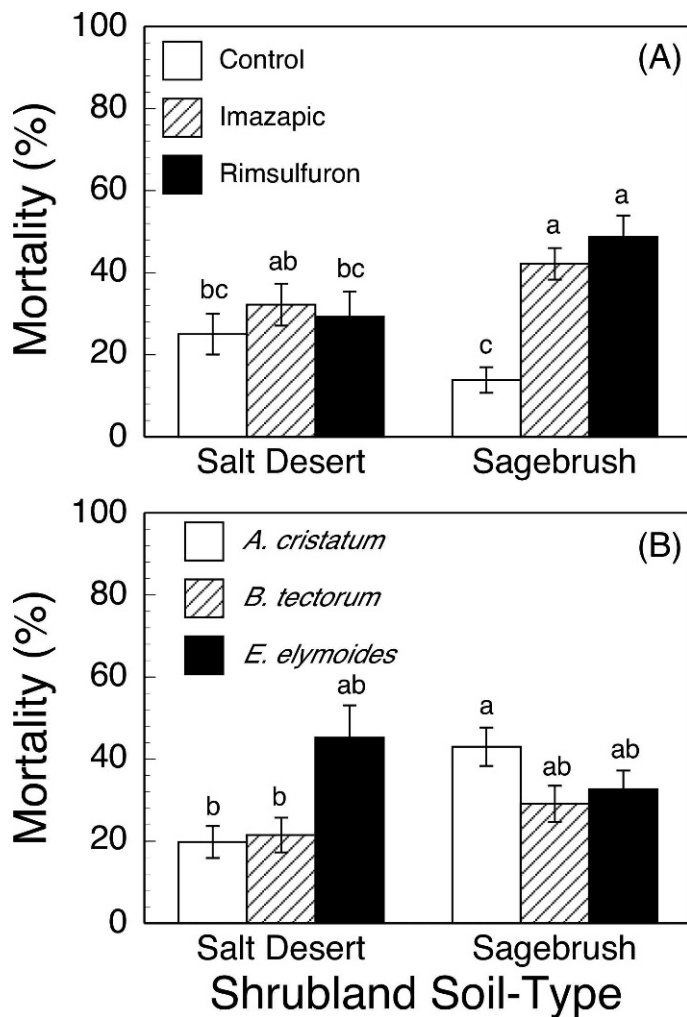 100
80
60
40
20
0
Mortality (%)
Control
Imazapic
Rimsulfuron
(A)
bc
ab
bc
c
a
a
Salt Desert
Sagebrush
100
80
60
40
20
0
Mortality (%)
A. cristatum
B. tectorum
E. elymoides
(B)
b
b
ab
a
ab
ab
Salt Desert
Sagebrush
Shrubland Soil-Type